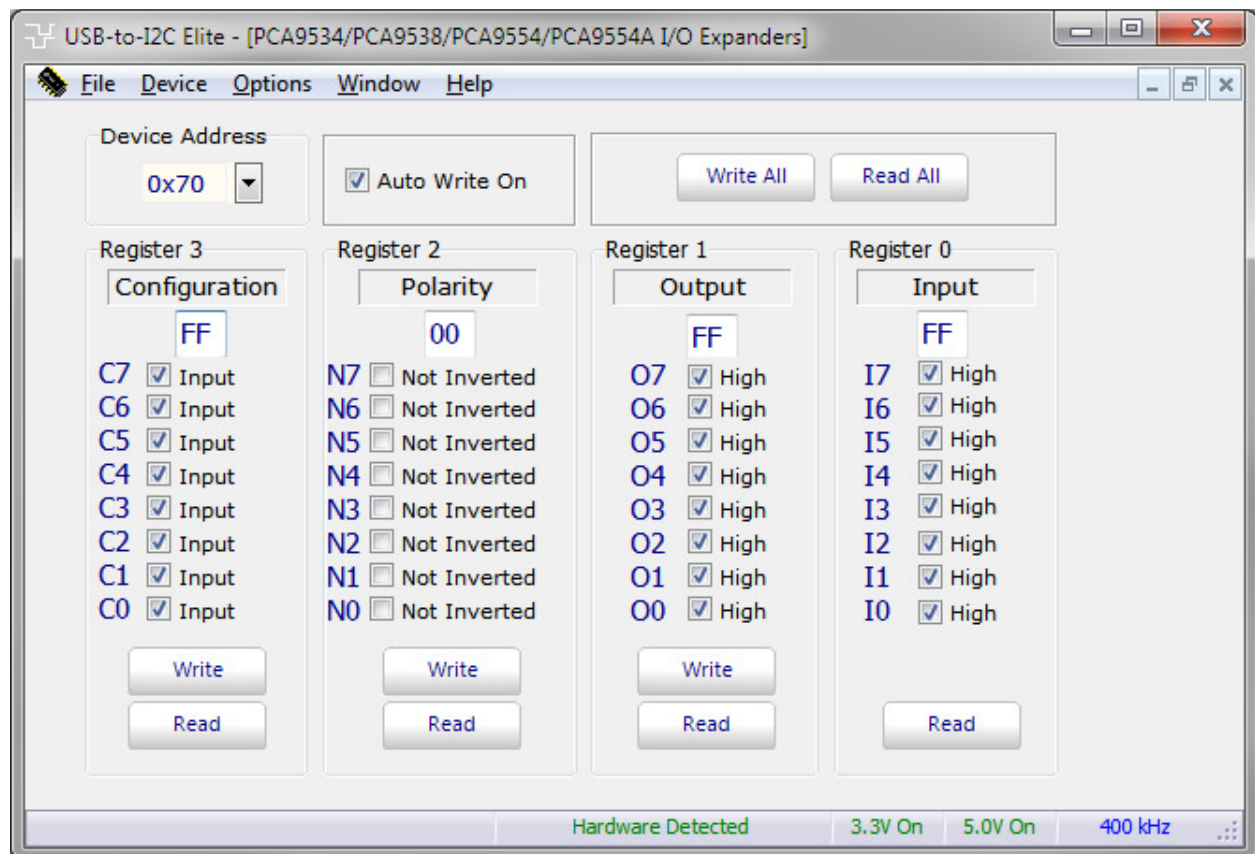 USB-to-I2C Elite - [PCA9534/PCA9538/PCA9554/PCA9554A I/O Expanders]
File Device Options Window Help
Device Address
0x70
Auto Write On
Write All Read All
Register 3 Register 2 Register 1 Register 0
Configuration Polarity Output Input
FF 00 FF FF
C7 Input N7 Not Inverted O7 High I7 High
C6 Input N6 Not Inverted O6 High I6 High
C5 Input N5 Not Inverted O5 High I5 High
C4 Input N4 Not Inverted O4 High I4 High
C3 Input N3 Not Inverted O3 High I3 High
C2 Input N2 Not Inverted O2 High I2 High
C1 Input N1 Not Inverted O1 High I1 High
C0 Input N0 Not Inverted O0 High I0 High
Write Write Write
Read Read Read Read
Hardware Detected 3.3V On 5.0V On 400 kHz